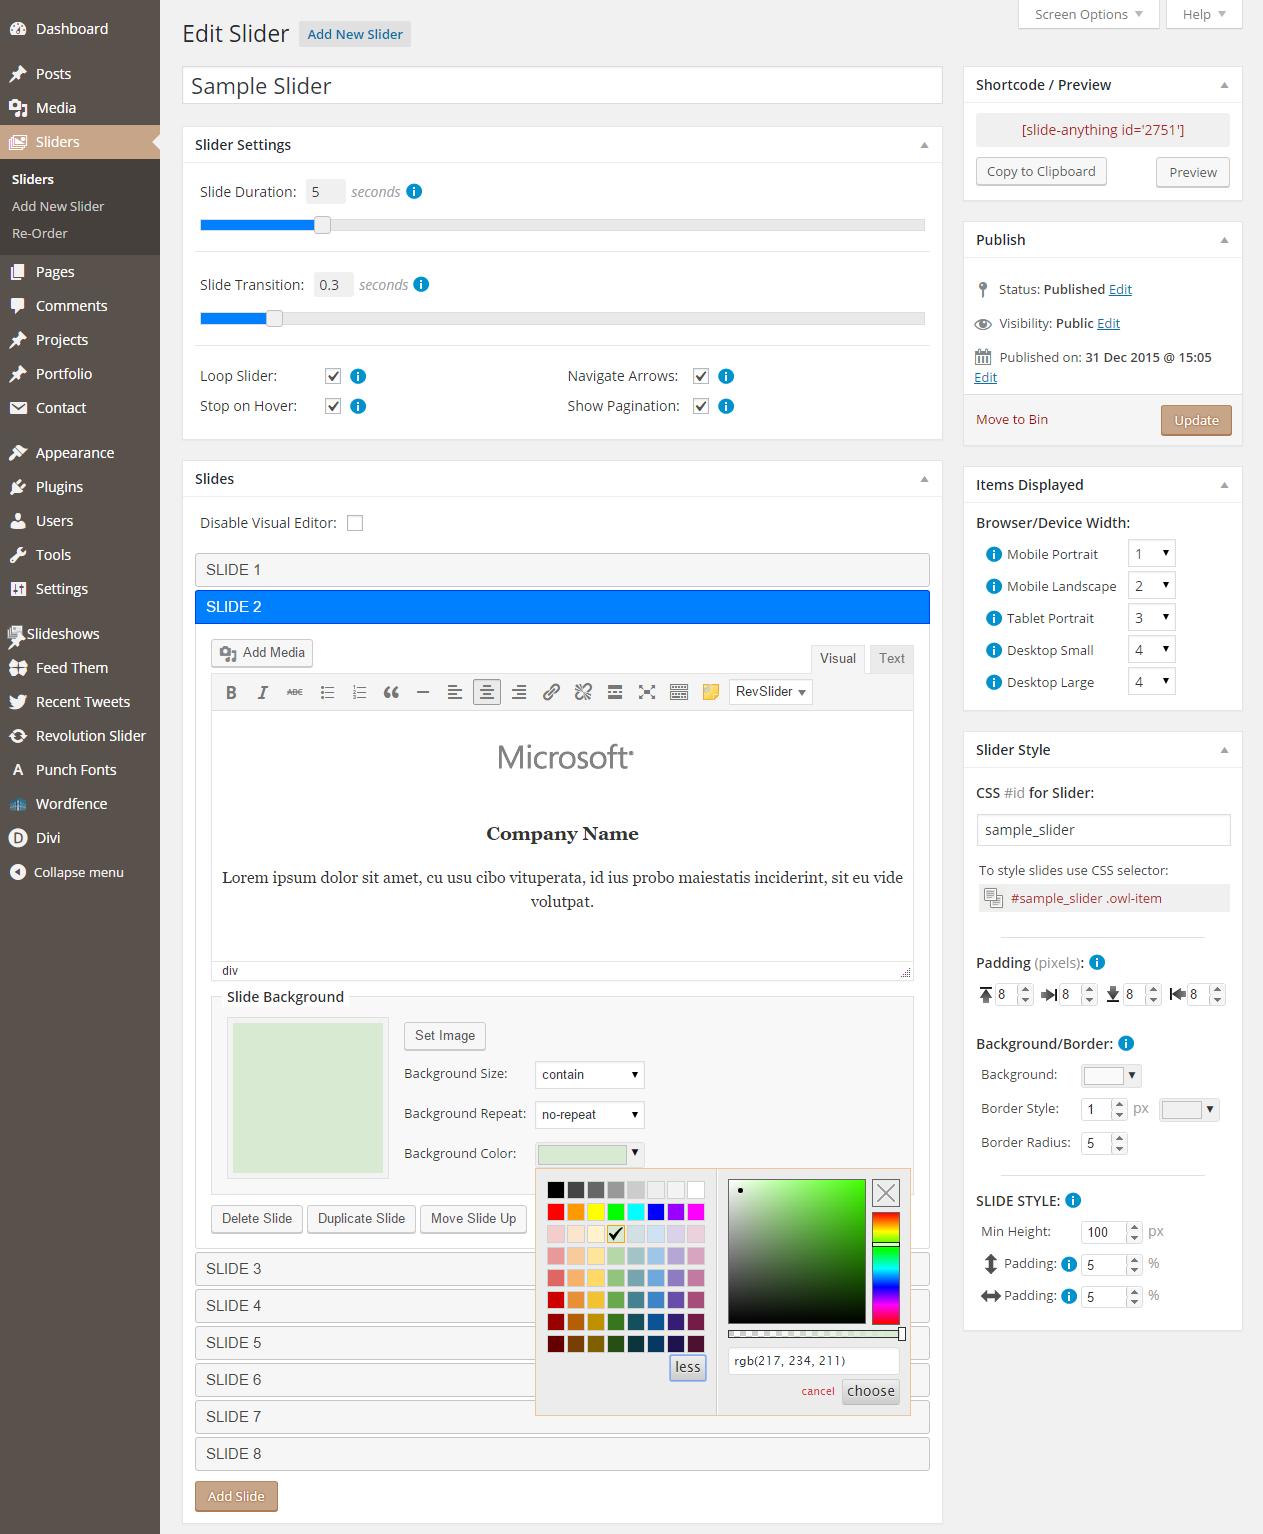 Dashboard
Posts
Media
Sliders
Sliders
Add New Slider
Re-Order
Pages
Comments
Projects
Portfolio
Contact
Appearance
Plugins
Users
Tools
Settings
Slideshows
Feed Them
Recent Tweets
Revolution Slider
A Punch Fonts
Wordfence
D Divi
Collapse menu
Screen Options
Help
Edit Slider
Add New Slider
Sample Slider
Slider Settings
Slide Duration: 5 seconds i
Slide Transition: 0.3 seconds i
Loop Slider: i Navigate Arrows: i
Stop on Hover: i Show Pagination: i
Slides
Disable Visual Editor:
SLIDE 1
SLIDE 2
Add Media
Visual Text
B I ABC RevSlider
Microsoft
Company Name
Lorem ipsum dolor sit amet, cu usu cibo vituperata, id ius probo maiestatis inciderint, sit eu vide
volutpat.
div
Slide Background
Set Image
Background Size: contain
Background Repeat: no-repeat
Background Color:
less
rgb(217, 234, 211)
cancel choose
Delete Slide Duplicate Slide Move Slide Up
SLIDE 3
SLIDE 4
SLIDE 5
SLIDE 6
SLIDE 7
SLIDE 8
Add Slide
Shortcode / Preview
[slide-anything id='2751']
Copy to Clipboard Preview
Publish
Status: Published Edit
Visibility: Public Edit
Published on: 31 Dec 2015 @ 15:05
Edit
Move to Bin Update
Items Displayed
Browser/Device Width:
i Mobile Portrait 1
i Mobile Landscape 2
i Tablet Portrait 3
i Desktop Small 4
i Desktop Large 4
Slider Style
CSS #id for Slider:
sample_slider
To style slides use CSS selector:
#sample_slider .owl-item
Padding (pixels): i
8 8 8 8
Background/Border: i
Background:
Border Style: 1 px
Border Radius: 5
SLIDE STYLE: i
Min Height: 100 px
Padding: i 5 %
Padding: i 5 %